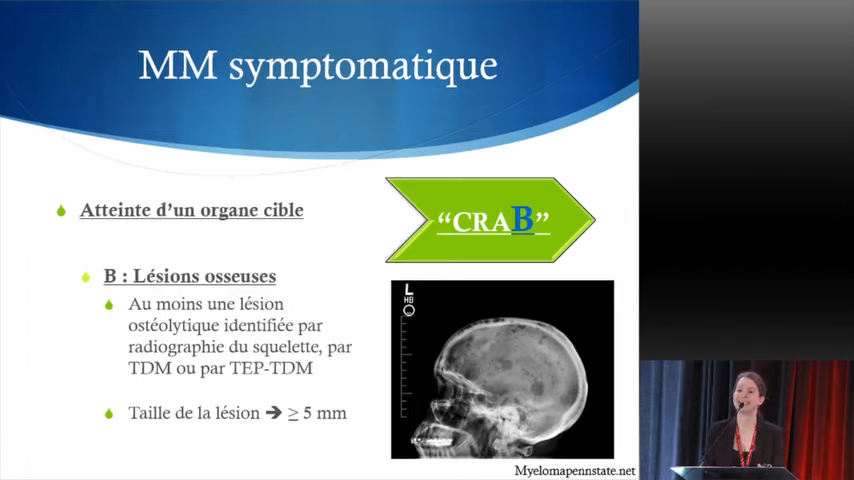 MM symptomatique
Atteinte d'un organe cible
“CRAB”
B : Lésions osseuses
Au moins une lésion
ostéolytique identifiée par
radiographie du squelette, par
TDM ou par TEP-TDM
Taille de la lésion ➔ ≥ 5 mm
L
HB
Myelomapennstate.net